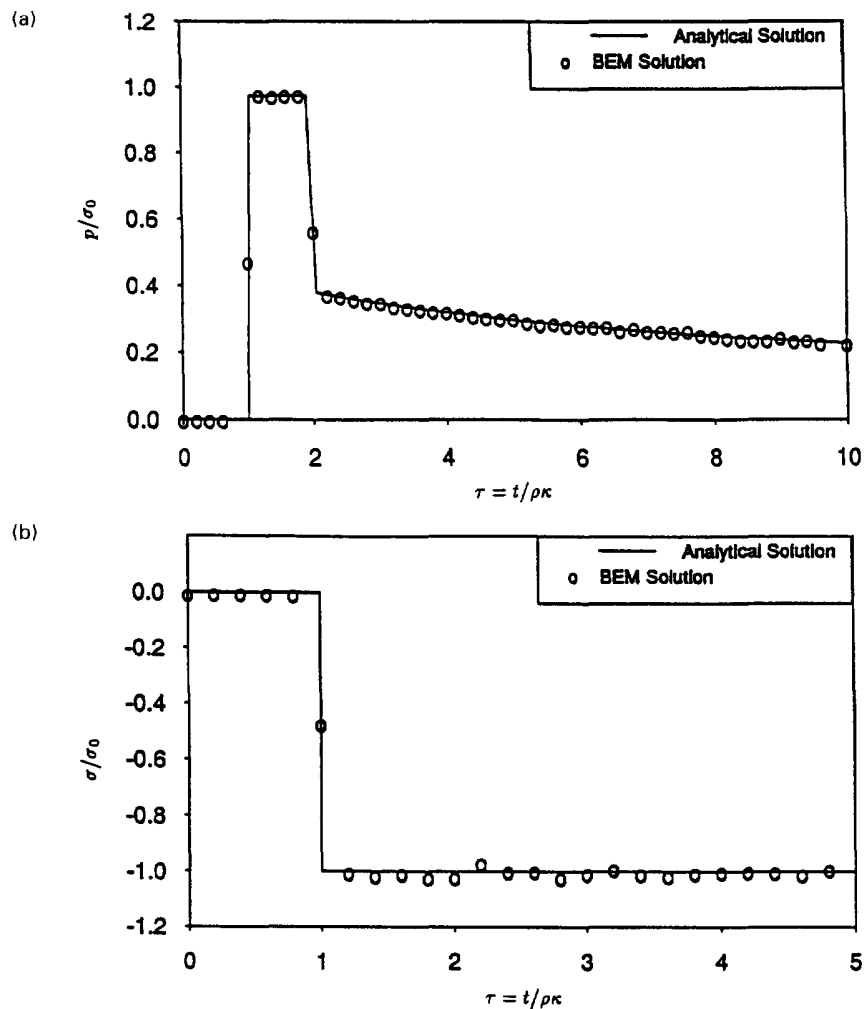 (a)
1.2
1.0
0.8
0.6
0.4
0.2
0.0
p/σ₀
Analytical Solution
BEM Solution
0 2 4 6 8 10
τ = t/ρκ
(b)
0.0
-0.2
-0.4
-0.6
-0.8
-1.0
-1.2
σ/σ₀
Analytical Solution
BEM Solution
0 1 2 3 4 5
τ = t/ρκ